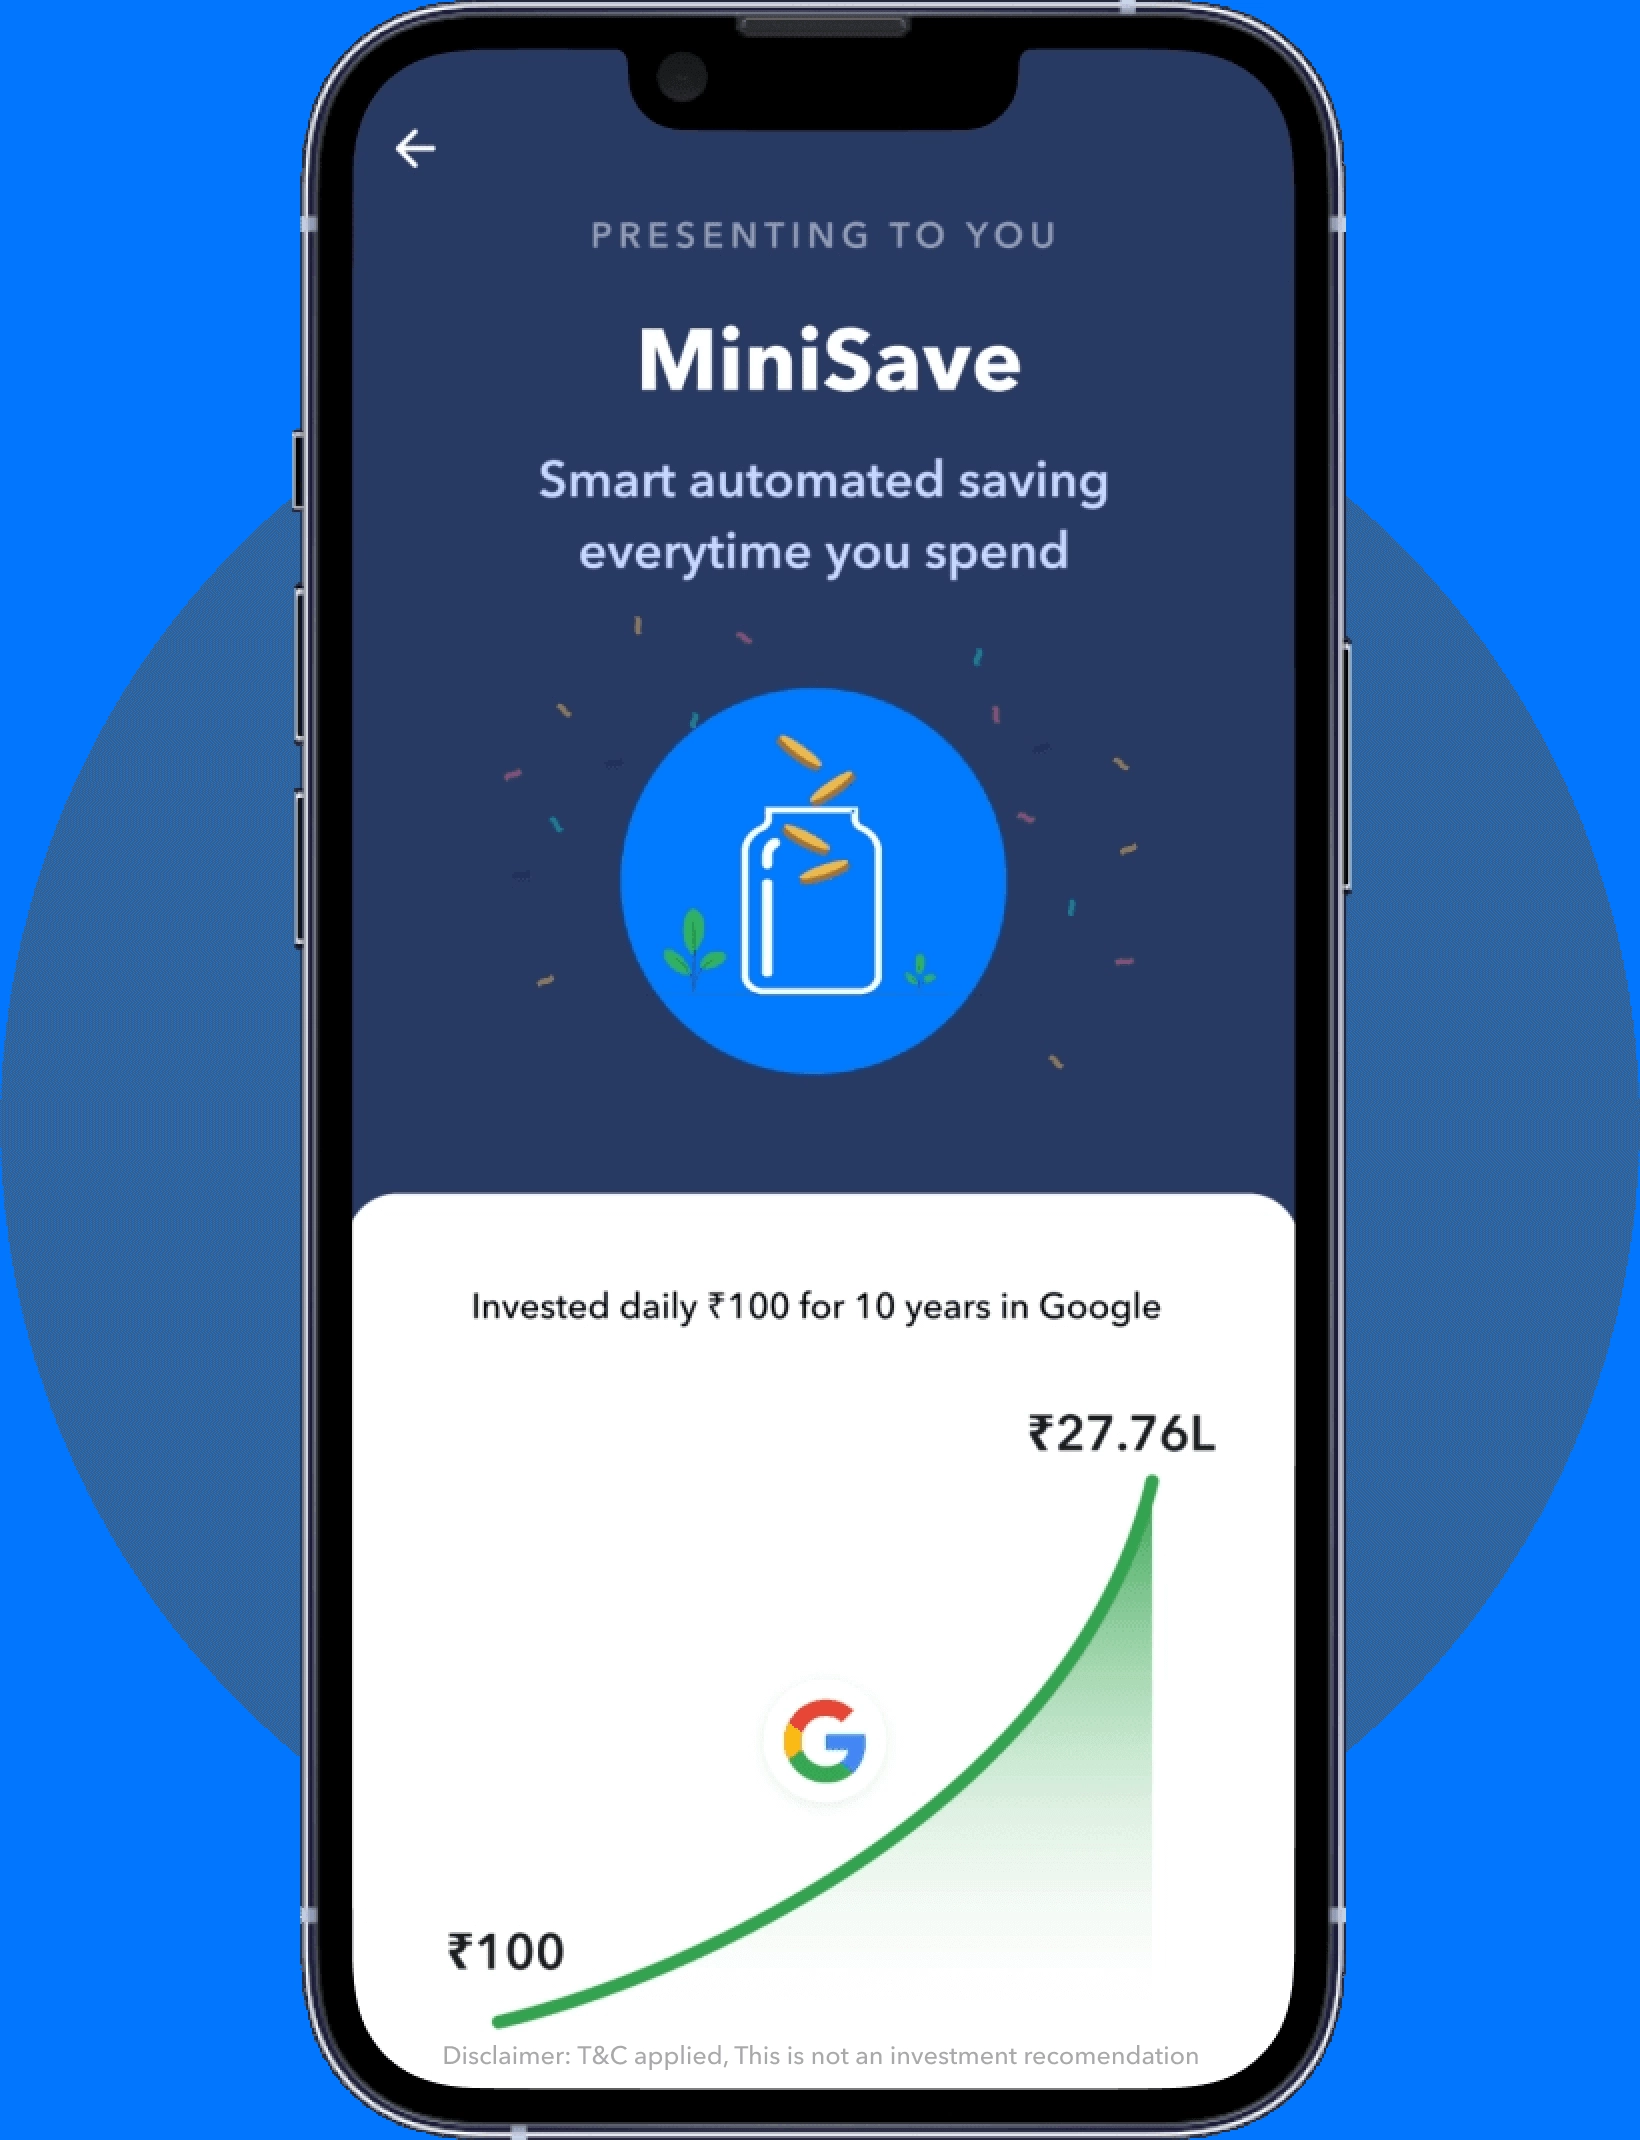 PRESENTING TO YOU
MiniSave
Smart automated saving
everytime you spend
Invested daily ₹100 for 10 years in Google
₹27.76L
G
₹100
Disclaimer: T&C applied, This is not an investment recomendation